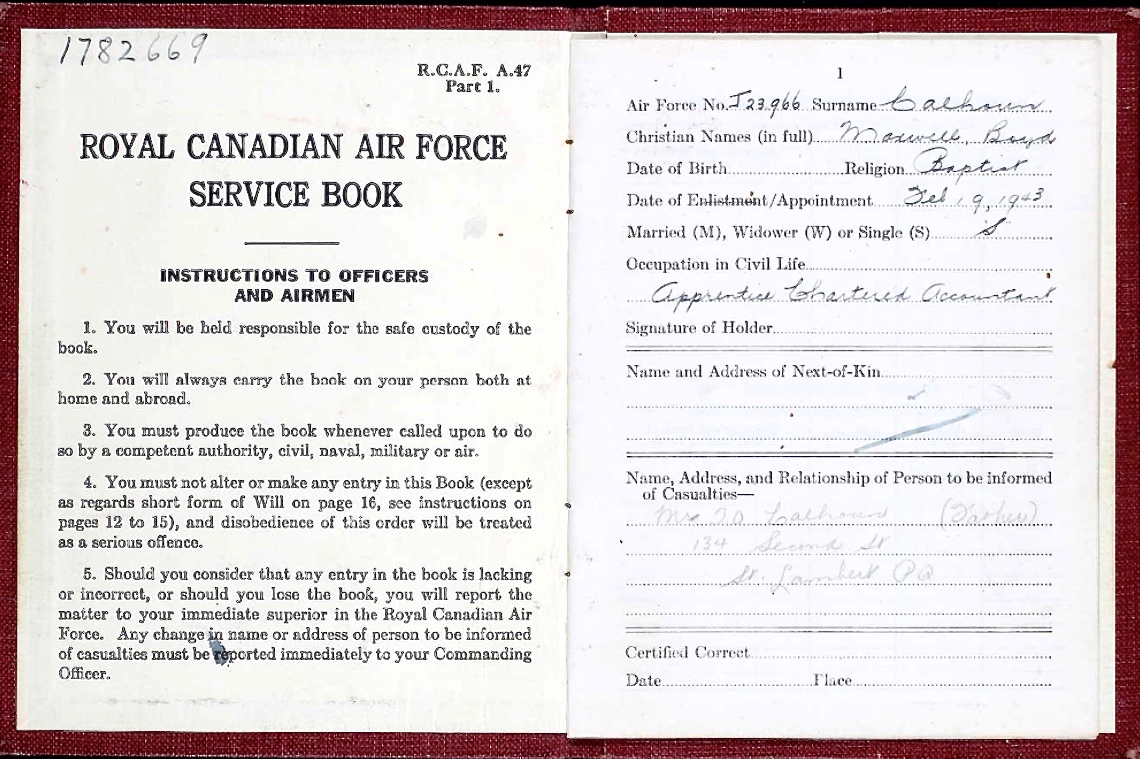 1782669
R.C.A.F. A.47
Part 1.
ROYAL CANADIAN AIR FORCE
SERVICE BOOK
INSTRUCTIONS TO OFFICERS
AND AIRMEN
1. You will be held responsible for the safe custody of the
book.
2. You will always carry the book on your person both at
home and abroad.
3. You must produce the book whenever called upon to do
so by a competent authority, civil, naval, military or air.
4. You must not alter or make any entry in this Book (except
as regards short form of Will on page 16, see instructions on
pages 12 to 15), and disobedience of this order will be treated
as a serious offence.
5. Should you consider that any entry in the book is lacking
or incorrect, or should you lose the book, you will report the
matter to your immediate superior in the Royal Canadian Air
Force. Any change in name or address of person to be informed
of casualties must be reported immediately to your Commanding
Officer.
1
Air Force No. J23966 Surname Calhoun
Christian Names (in full) Maxwell, Boyd
Date of Birth Religion Baptist
Date of Enlistment/Appointment Feb 19, 1943
Married (M), Widower (W) or Single (S) S
Occupation in Civil Life
Apprentice Chartered Accountant
Signature of Holder
Name and Address of Next-of-Kin
Name, Address, and Relationship of Person to be informed
of Casualties—
Calhoun (Father)
134 Second St
St. Lambert PQ
Certified Correct
Date Place